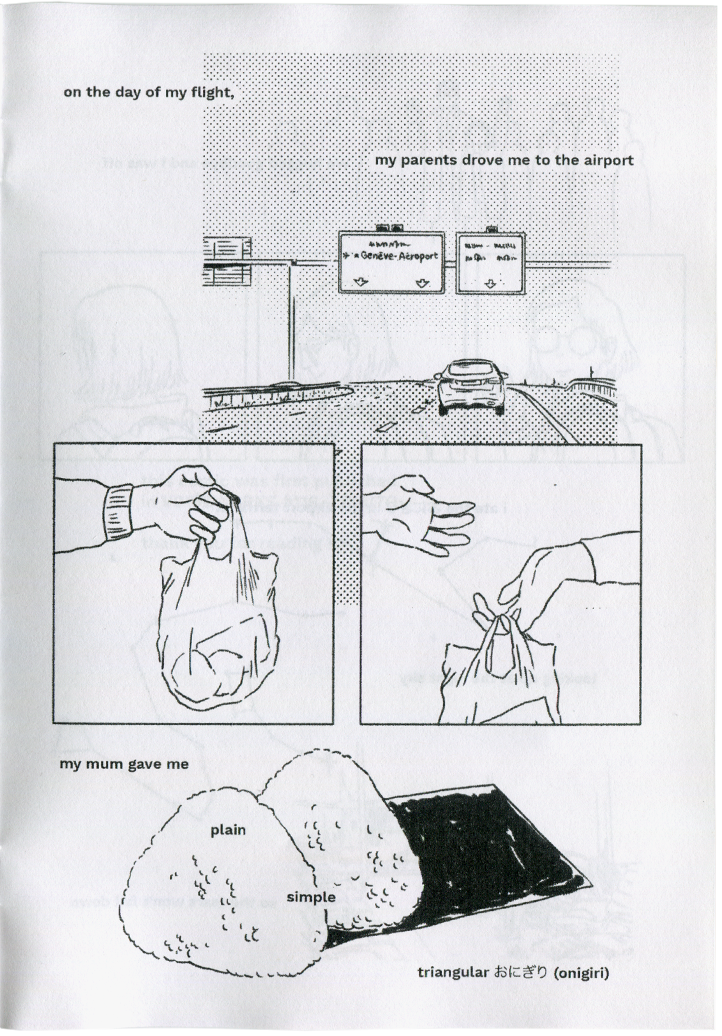 on the day of my flight,
my parents drove me to the airport
Genève-Aéroport
my mum gave me
plain
simple
triangular おにぎり (onigiri)